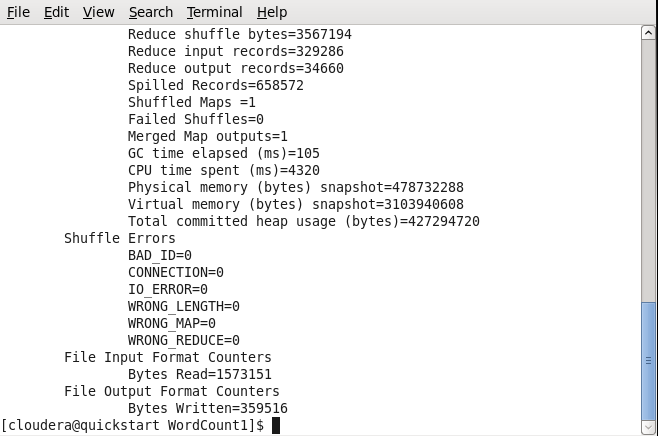 File Edit View Search Terminal Help
Reduce shuffle bytes=3567194
Reduce input records=329286
Reduce output records=34660
Spilled Records=658572
Shuffled Maps =1
Failed Shuffles=0
Merged Map outputs=1
GC time elapsed (ms)=105
CPU time spent (ms)=4320
Physical memory (bytes) snapshot=478732288
Virtual memory (bytes) snapshot=3103940608
Total committed heap usage (bytes)=427294720
Shuffle Errors
BAD_ID=0
CONNECTION=0
IO_ERROR=0
WRONG_LENGTH=0
WRONG_MAP=0
WRONG_REDUCE=0
File Input Format Counters
Bytes Read=1573151
File Output Format Counters
Bytes Written=359516
[cloudera@quickstart WordCount1]$